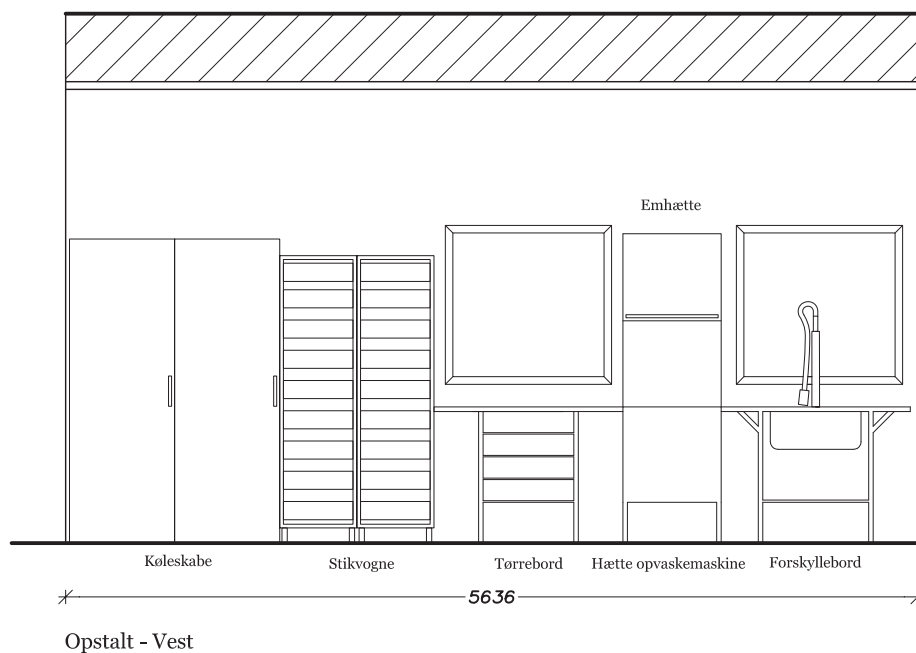 Emhætte
Køleskabe
Stikvogne
Tørrebord
Hætte opvaskemaskine
Forskyllebord
5636
Opstalt - Vest